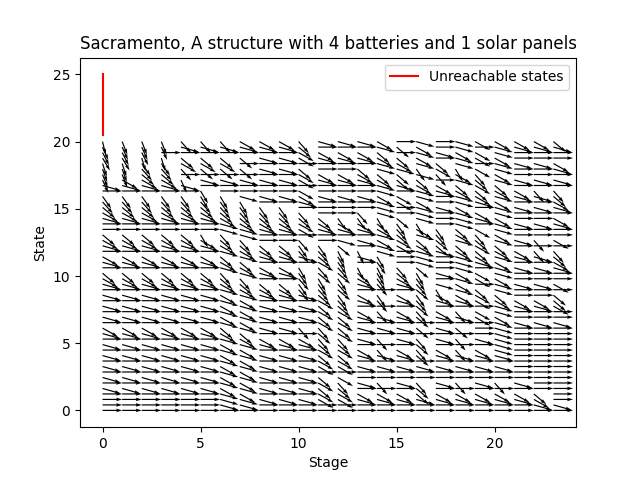 Sacramento, A structure with 4 batteries and 1 solar panels
Unreachable states
25
20
15
10
5
0
State
0 5 10 15 20
Stage